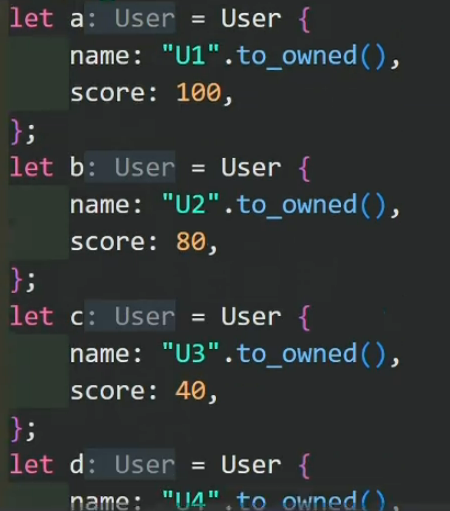 let a: User = User {
name: "U1".to_owned(),
score: 100,
};
let b: User = User {
name: "U2".to_owned(),
score: 80,
};
let c: User = User {
name: "U3".to_owned(),
score: 40,
};
let d: User = User {
name: "U4".to_owned(),